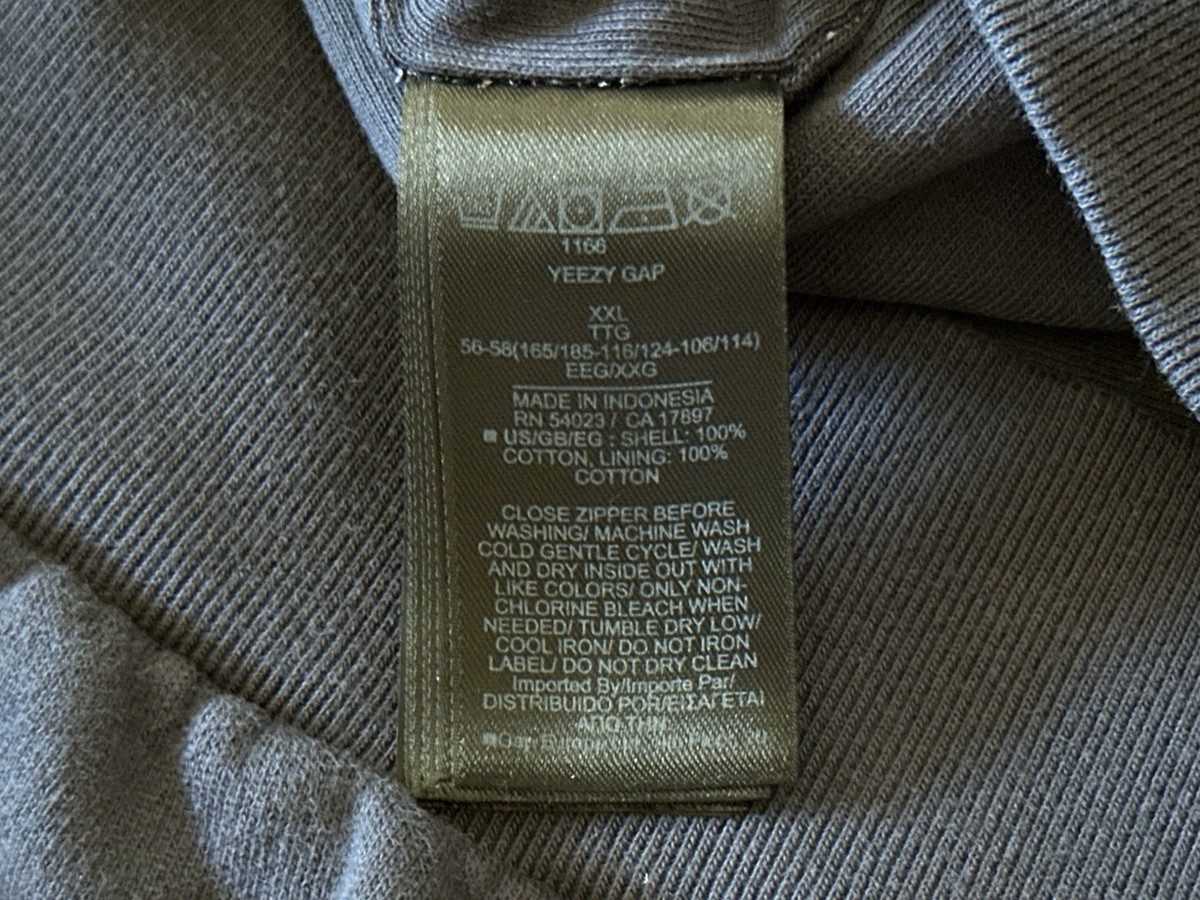 1166
YEEZY GAP
XXL
TTG
56-58(165/185-116/124-106/114)
EEG/XXG
MADE IN INDONESIA
RN 54023 / CA 17897
■ US/GB/EG : SHELL: 100%
COTTON, LINING: 100%
COTTON
CLOSE ZIPPER BEFORE
WASHING/ MACHINE WASH
COLD GENTLE CYCLE/ WASH
AND DRY INSIDE OUT WITH
LIKE COLORS/ ONLY NON-
CHLORINE BLEACH WHEN
NEEDED/ TUMBLE DRY LOW/
COOL IRON/ DO NOT IRON
LABEL/ DO NOT DRY CLEAN
Imported By/Importe Par/
DISTRIBUIDO POR/ΕΙΣΑΓΕΤΑΙ
ΑΠΟ ΤΗΝ
■Gap